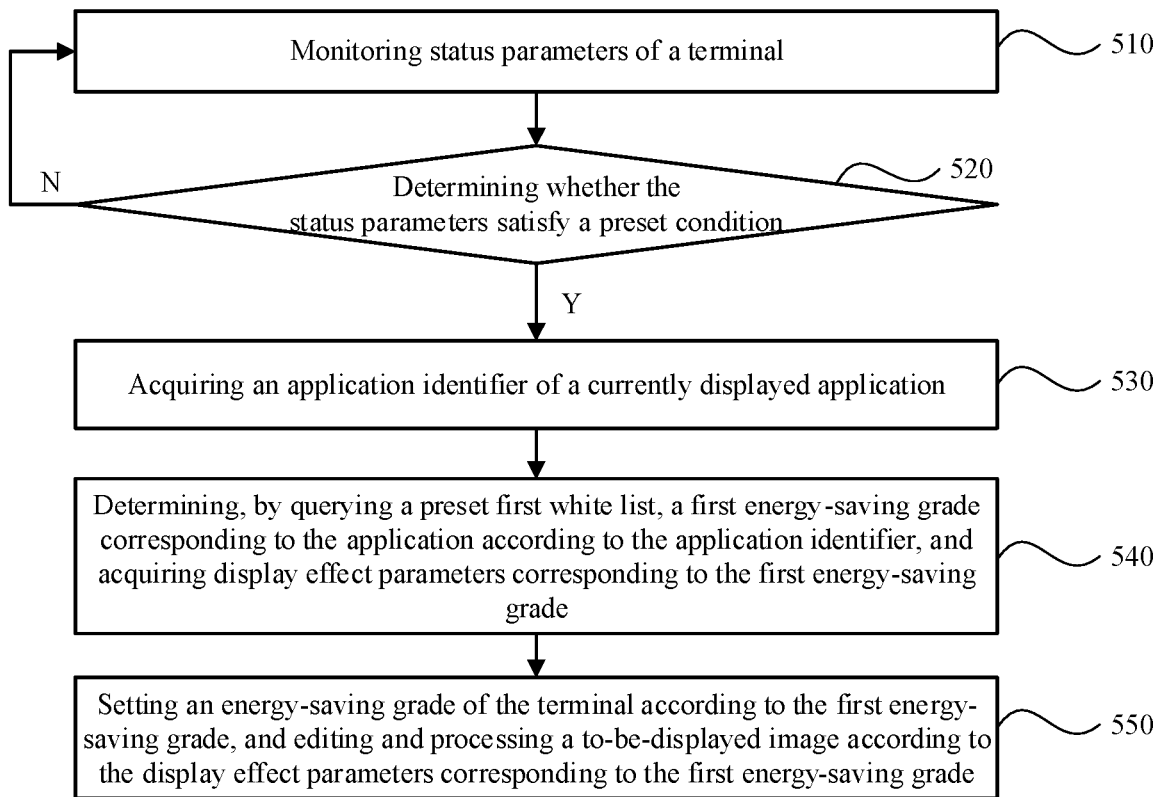 Monitoring status parameters of a terminal
510
520
Determining whether the
status parameters satisfy a preset condition
N
Y
Acquiring an application identifier of a currently displayed application
530
Determining, by querying a preset first white list, a first energy-saving grade
corresponding to the application according to the application identifier, and
acquiring display effect parameters corresponding to the first energy-saving
grade
540
Setting an energy-saving grade of the terminal according to the first energy-
saving grade, and editing and processing a to-be-displayed image according to
the display effect parameters corresponding to the first energy-saving grade
550